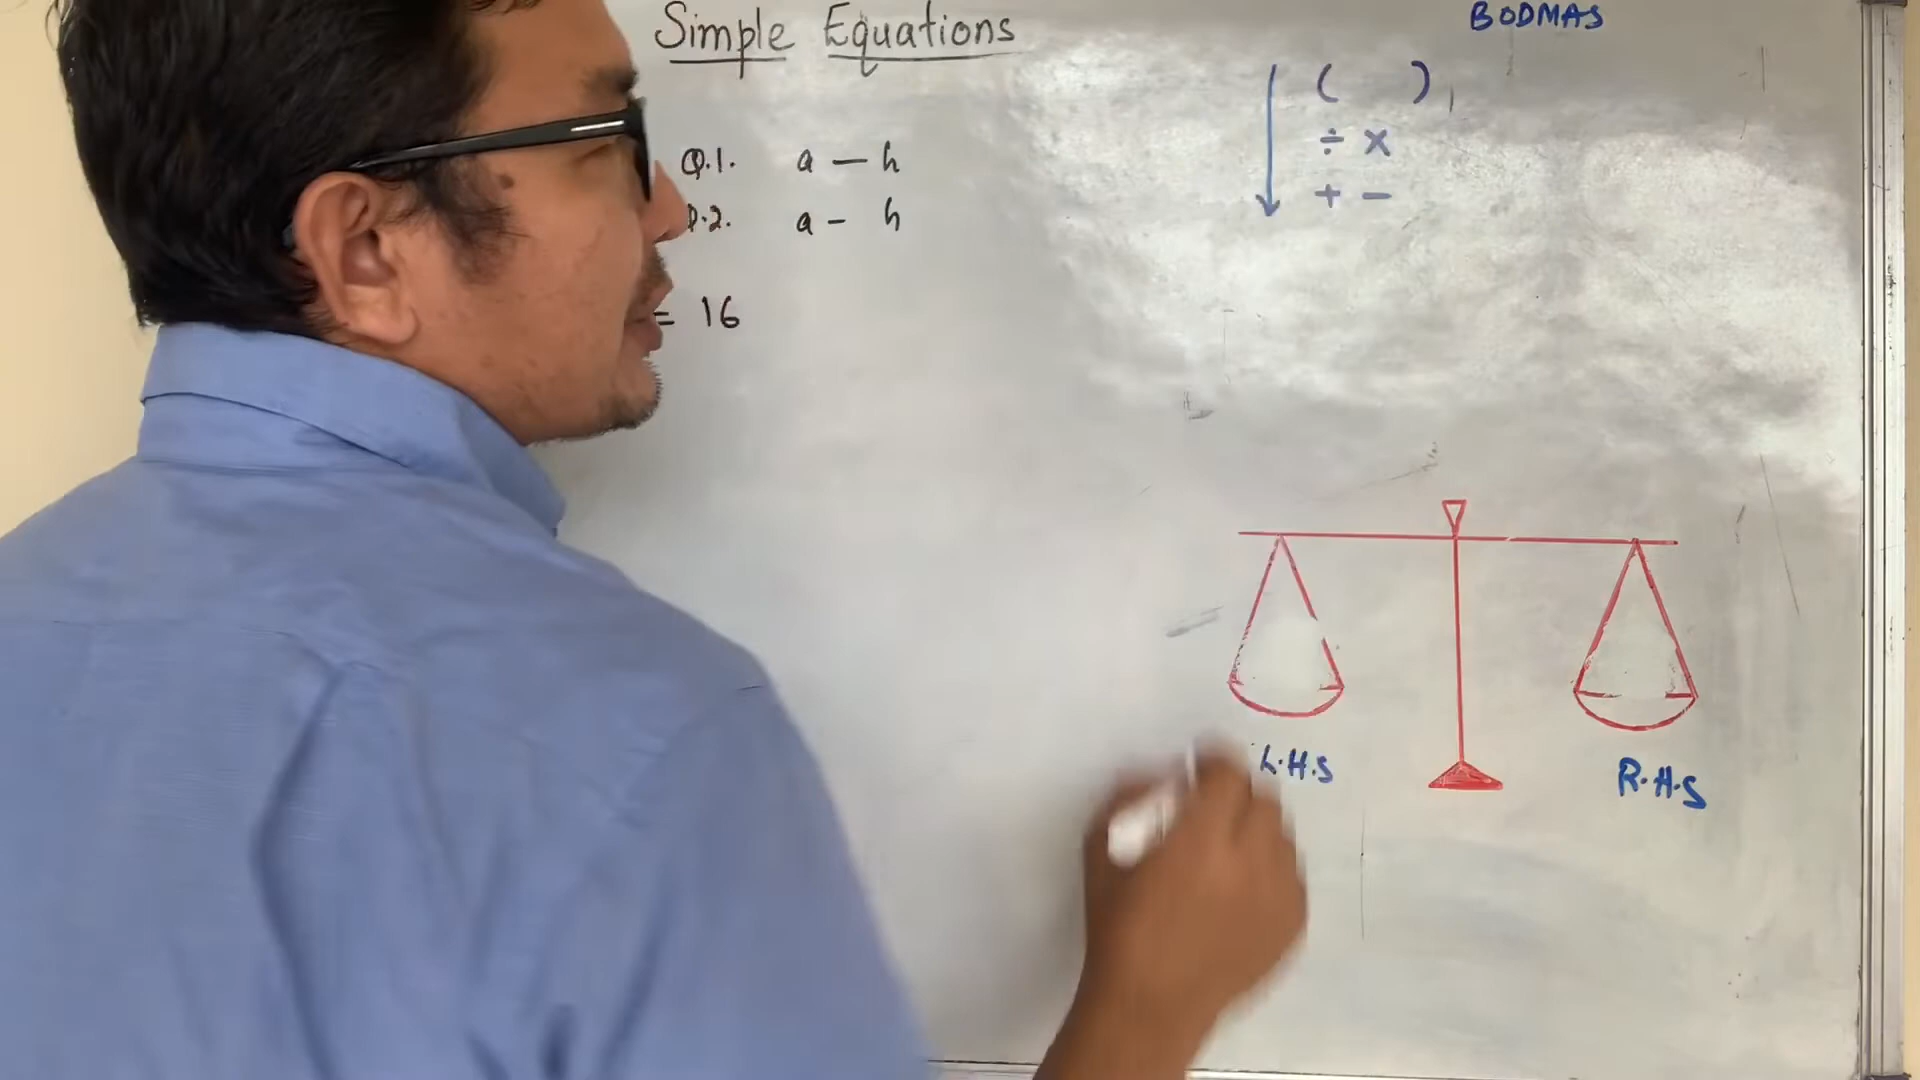 Simple Equations
Q.1. a — h
Q.2. a - h
= 16
BODMAS
( )
÷ ×
+ -
L.H.S
R.H.S